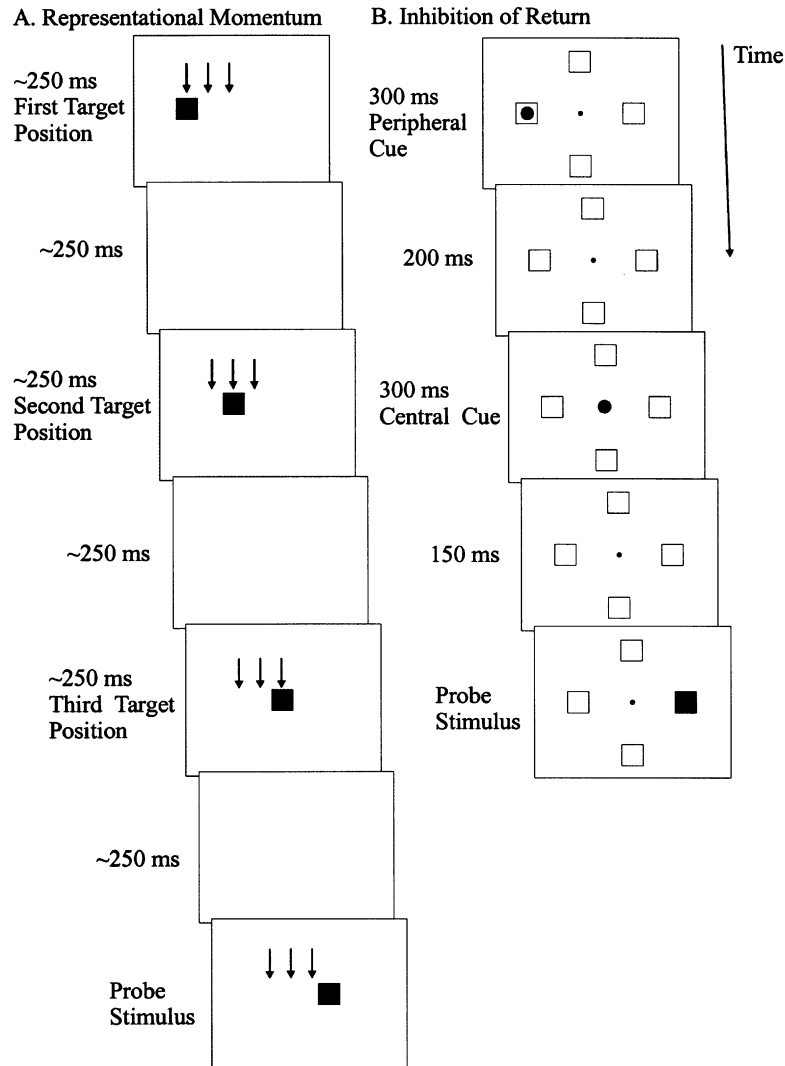 A. Representational Momentum
~250 ms
First Target
Position
~250 ms
~250 ms
Second Target
Position
~250 ms
~250 ms
Third Target
Position
~250 ms
Probe
Stimulus
B. Inhibition of Return
Time
300 ms
Peripheral
Cue
200 ms
300 ms
Central Cue
150 ms
Probe
Stimulus